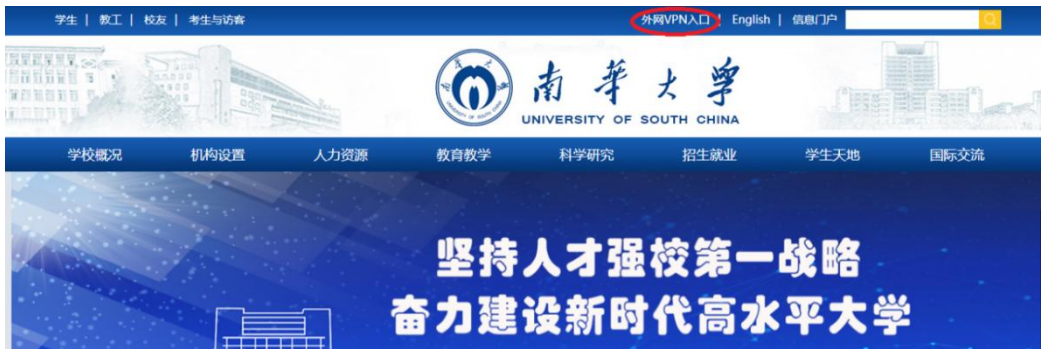 学生 | 教工 | 校友 | 考生与访客
外网VPN入口 | English | 信息门户
南华大学
UNIVERSITY OF SOUTH CHINA
学校概况 机构设置 人力资源 教育教学 科学研究 招生就业 学生天地 国际交流
坚持人才强校第一战略
奋力建设新时代高水平大学